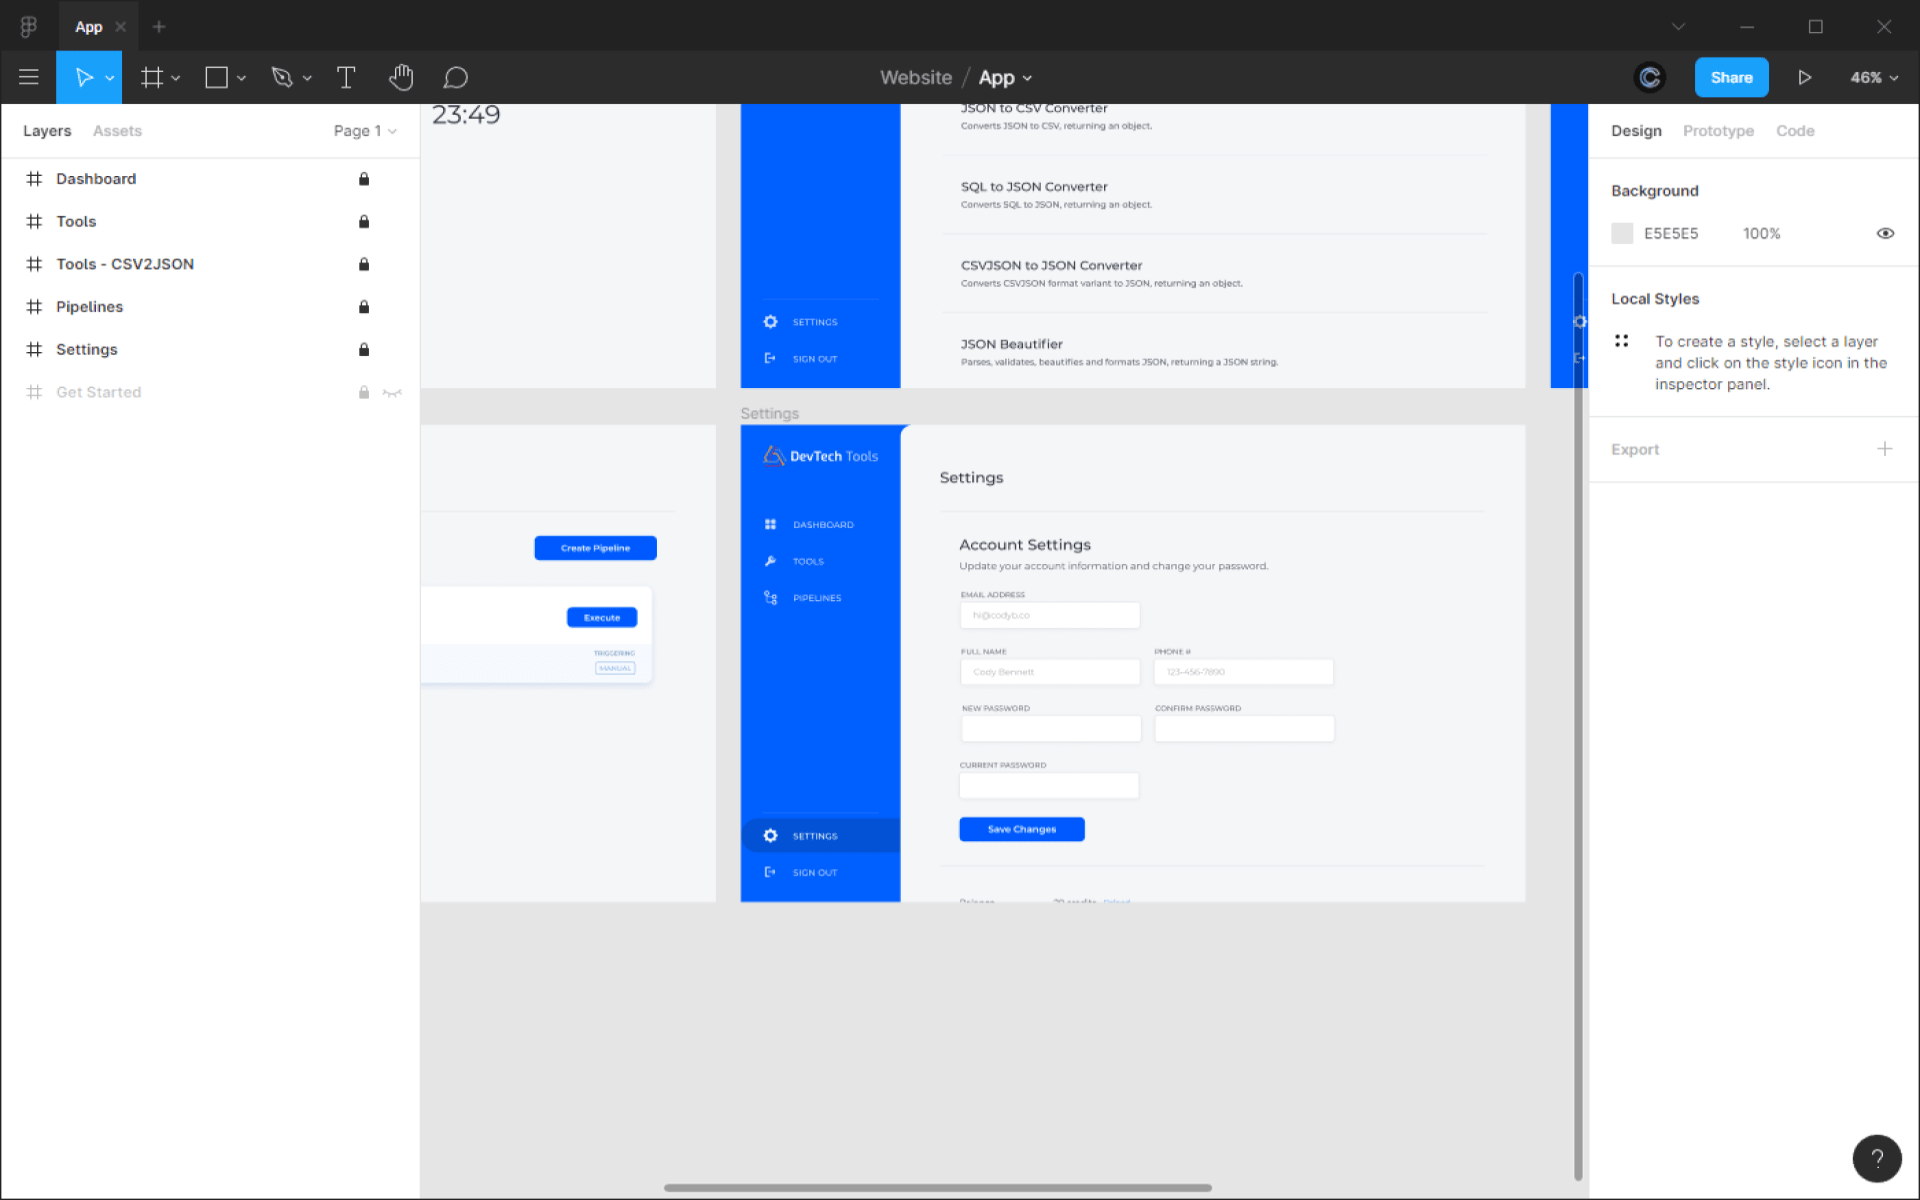 App
Website / App
Share
46%
Layers
Assets
Page 1
Dashboard
Tools
Tools - CSV2JSON
Pipelines
Settings
Get Started
23:49
JSON to CSV Converter
Converts JSON to CSV, returning an object.
SQL to JSON Converter
Converts SQL to JSON, returning an object.
CSVJSON to JSON Converter
Converts CSVJSON format variant to JSON, returning an object.
JSON Beautifier
Parses, validates, beautifies and formats JSON, returning a JSON string.
SETTINGS
SIGN OUT
Create Pipeline
Execute
TRIGGERING
MANUAL
Settings
DevTech Tools
DASHBOARD
TOOLS
PIPELINES
SETTINGS
SIGN OUT
Settings
Account Settings
Update your account information and change your password.
EMAIL ADDRESS
hi@codyb.co
FULL NAME
PHONE #
Cody Bennett
123-456-7890
NEW PASSWORD
CONFIRM PASSWORD
CURRENT PASSWORD
Save Changes
Design
Prototype
Code
Background
E5E5E5
100%
Local Styles
To create a style, select a layer
and click on the style icon in the
inspector panel.
Export
?